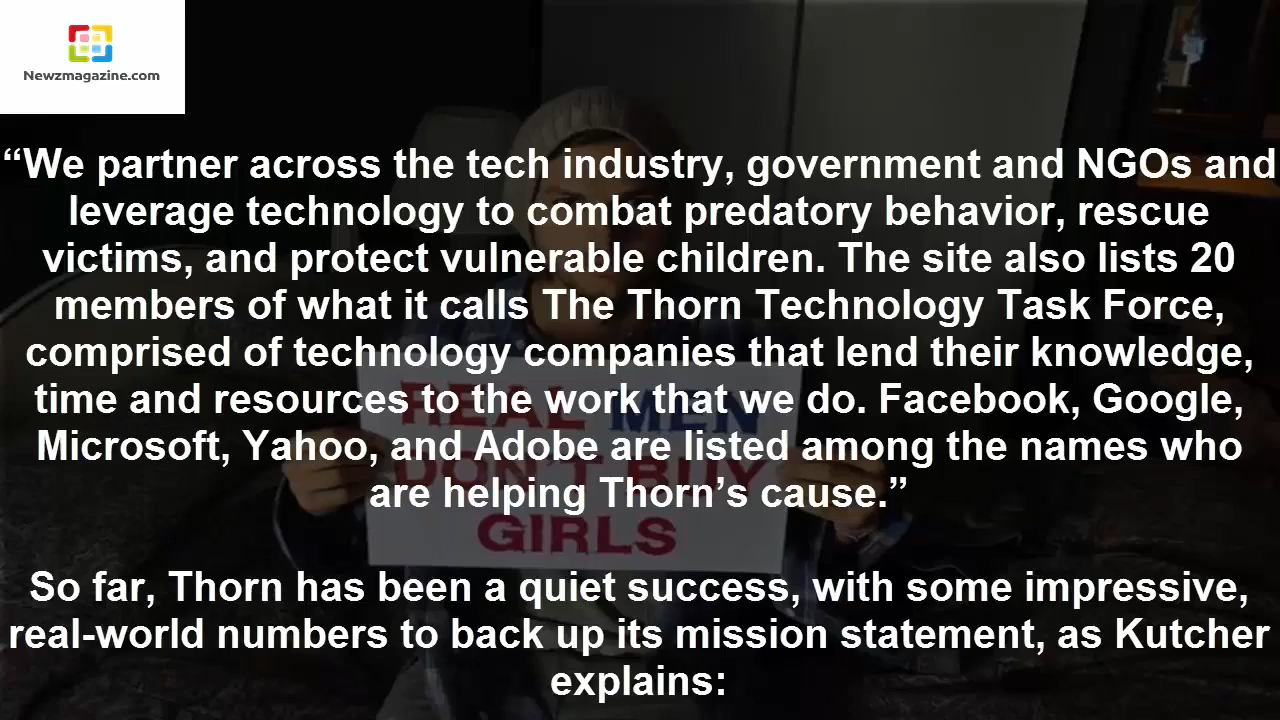 Newzmagazine.com
“We partner across the tech industry, government and NGOs and
leverage technology to combat predatory behavior, rescue
victims, and protect vulnerable children. The site also lists 20
members of what it calls The Thorn Technology Task Force,
comprised of technology companies that lend their knowledge,
time and resources to the work that we do. Facebook, Google,
Microsoft, Yahoo, and Adobe are listed among the names who
are helping Thorn’s cause.”
So far, Thorn has been a quiet success, with some impressive,
real-world numbers to back up its mission statement, as Kutcher
explains:
REAL MEN
DON'T BUY
GIRLS